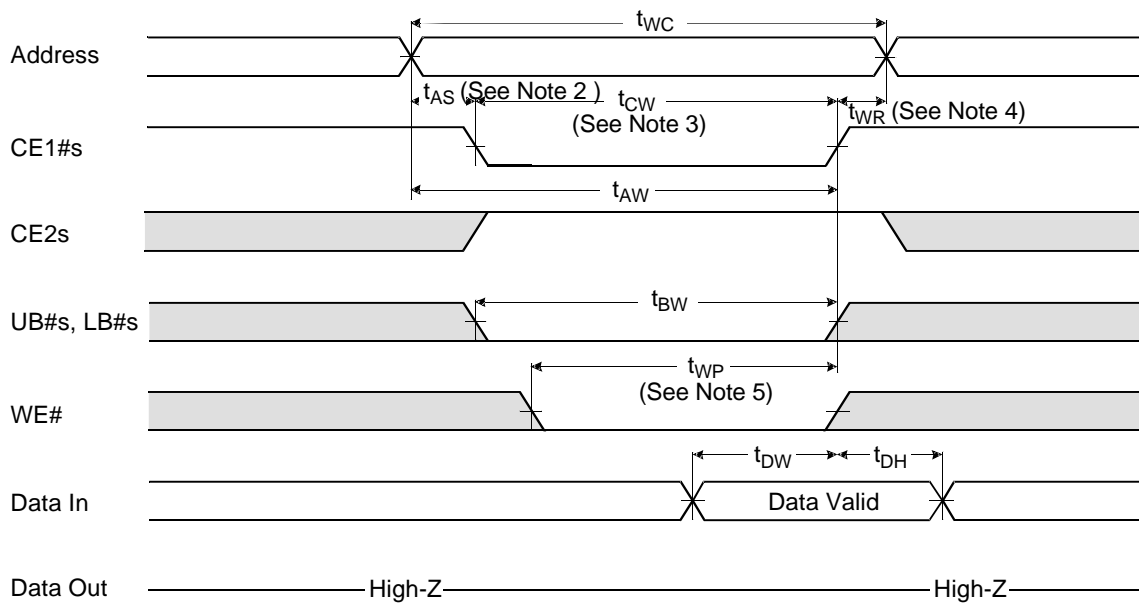 tWC
Address
tAS (See Note 2 )
tCW
(See Note 3)
tWR (See Note 4)
CE1#s
tAW
CE2s
tBW
UB#s, LB#s
tWP
(See Note 5)
WE#
tDW
tDH
Data In
Data Valid
Data Out
High-Z
High-Z